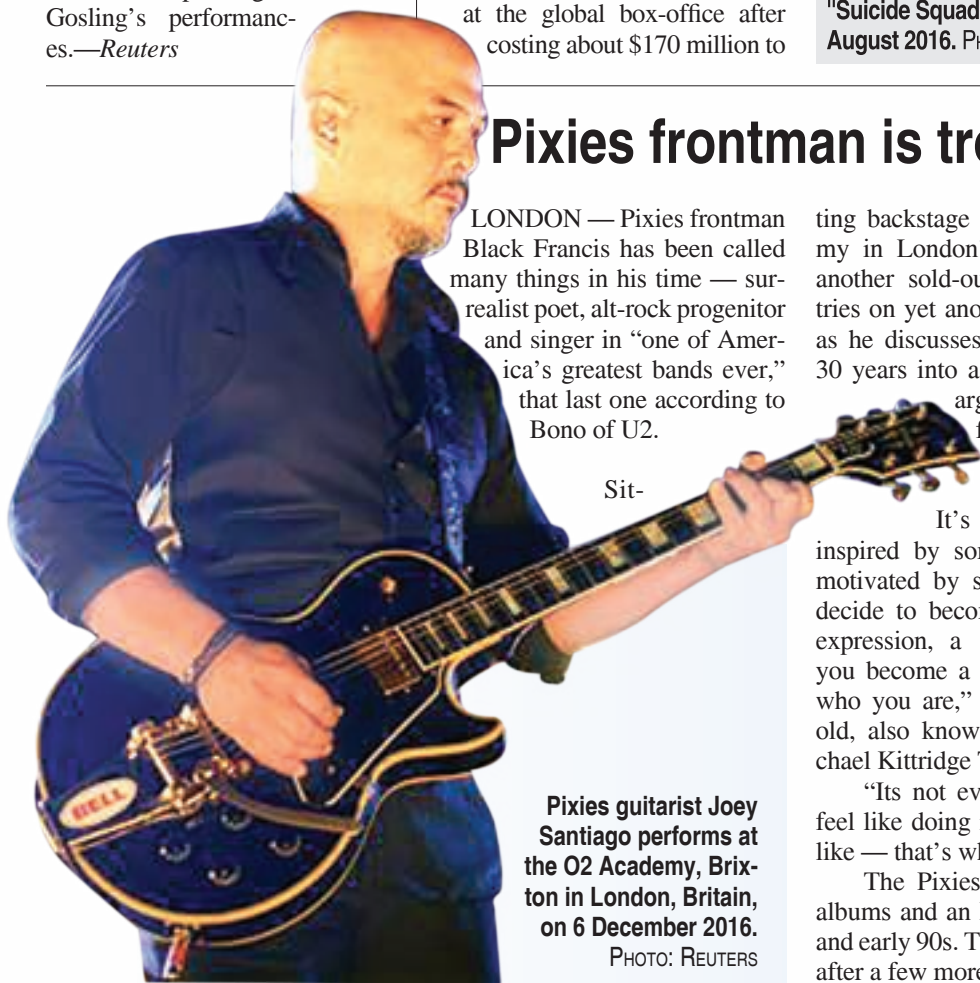 Gosling's performanc-
es.—Reuters
at the global box-office after
costing about $170 million to
"Suicide Squad
August 2016.
Pixies frontman is
LONDON — Pixies frontman
Black Francis has been called
many things in his time — sur-
realist poet, alt-rock progenitor
and singer in “one of Amer-
ica’s greatest bands ever,”
that last one according to
Bono of U2.
Sit-
ting backstage
my in London
another sold-ou
tries on yet ano
as he discusses
30 years into a
arg
It’s
inspired by so
motivated by s
decide to beco
expression, a
you become a
who you are,”
old, also know
chael Kittridge
“Its not ev
feel like doing
like — that’s w
The Pixies
albums and an
and early 90s. T
after a few more
BELL
Pixies guitarist Joey
Santiago performs at
the O2 Academy, Brix-
ton in London, Britain,
on 6 December 2016.
PHOTO: REUTERS